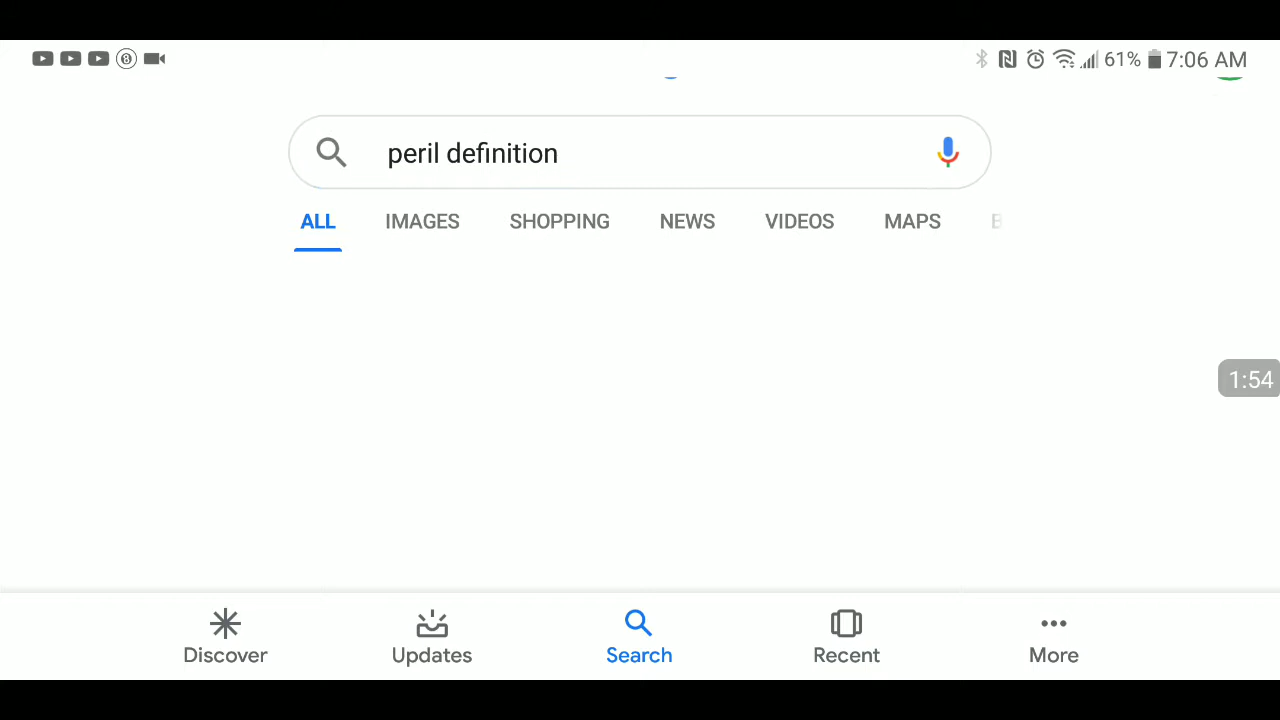 61% 7:06 AM
peril definition
ALL IMAGES SHOPPING NEWS VIDEOS MAPS
1:54
Discover Updates Search Recent More